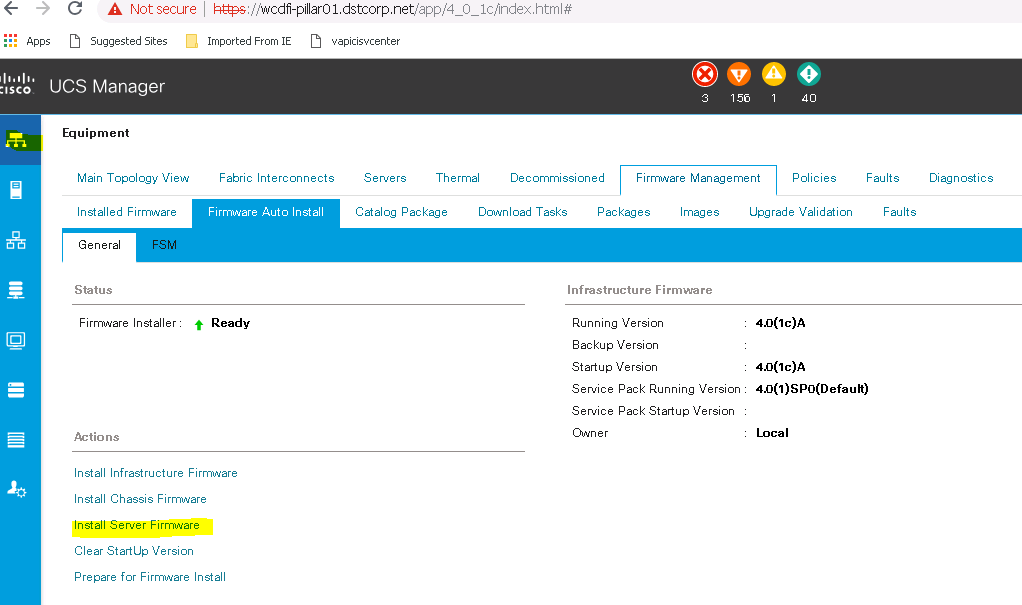 Not secure | https://wcdfi-pillar01.dstcorp.net/app/4_0_1c/index.html#
Apps Suggested Sites Imported From IE vapicisvcenter
cisco UCS Manager
3 156 1 40
Equipment
Main Topology View Fabric Interconnects Servers Thermal Decommissioned Firmware Management Policies Faults Diagnostics
Installed Firmware Firmware Auto Install Catalog Package Download Tasks Packages Images Upgrade Validation Faults
General FSM
Status
Firmware Installer : Ready
Actions
Install Infrastructure Firmware
Install Chassis Firmware
Install Server Firmware
Clear StartUp Version
Prepare for Firmware Install
Infrastructure Firmware
Running Version : 4.0(1c)A
Backup Version :
Startup Version : 4.0(1c)A
Service Pack Running Version : 4.0(1)SP0(Default)
Service Pack Startup Version :
Owner : Local